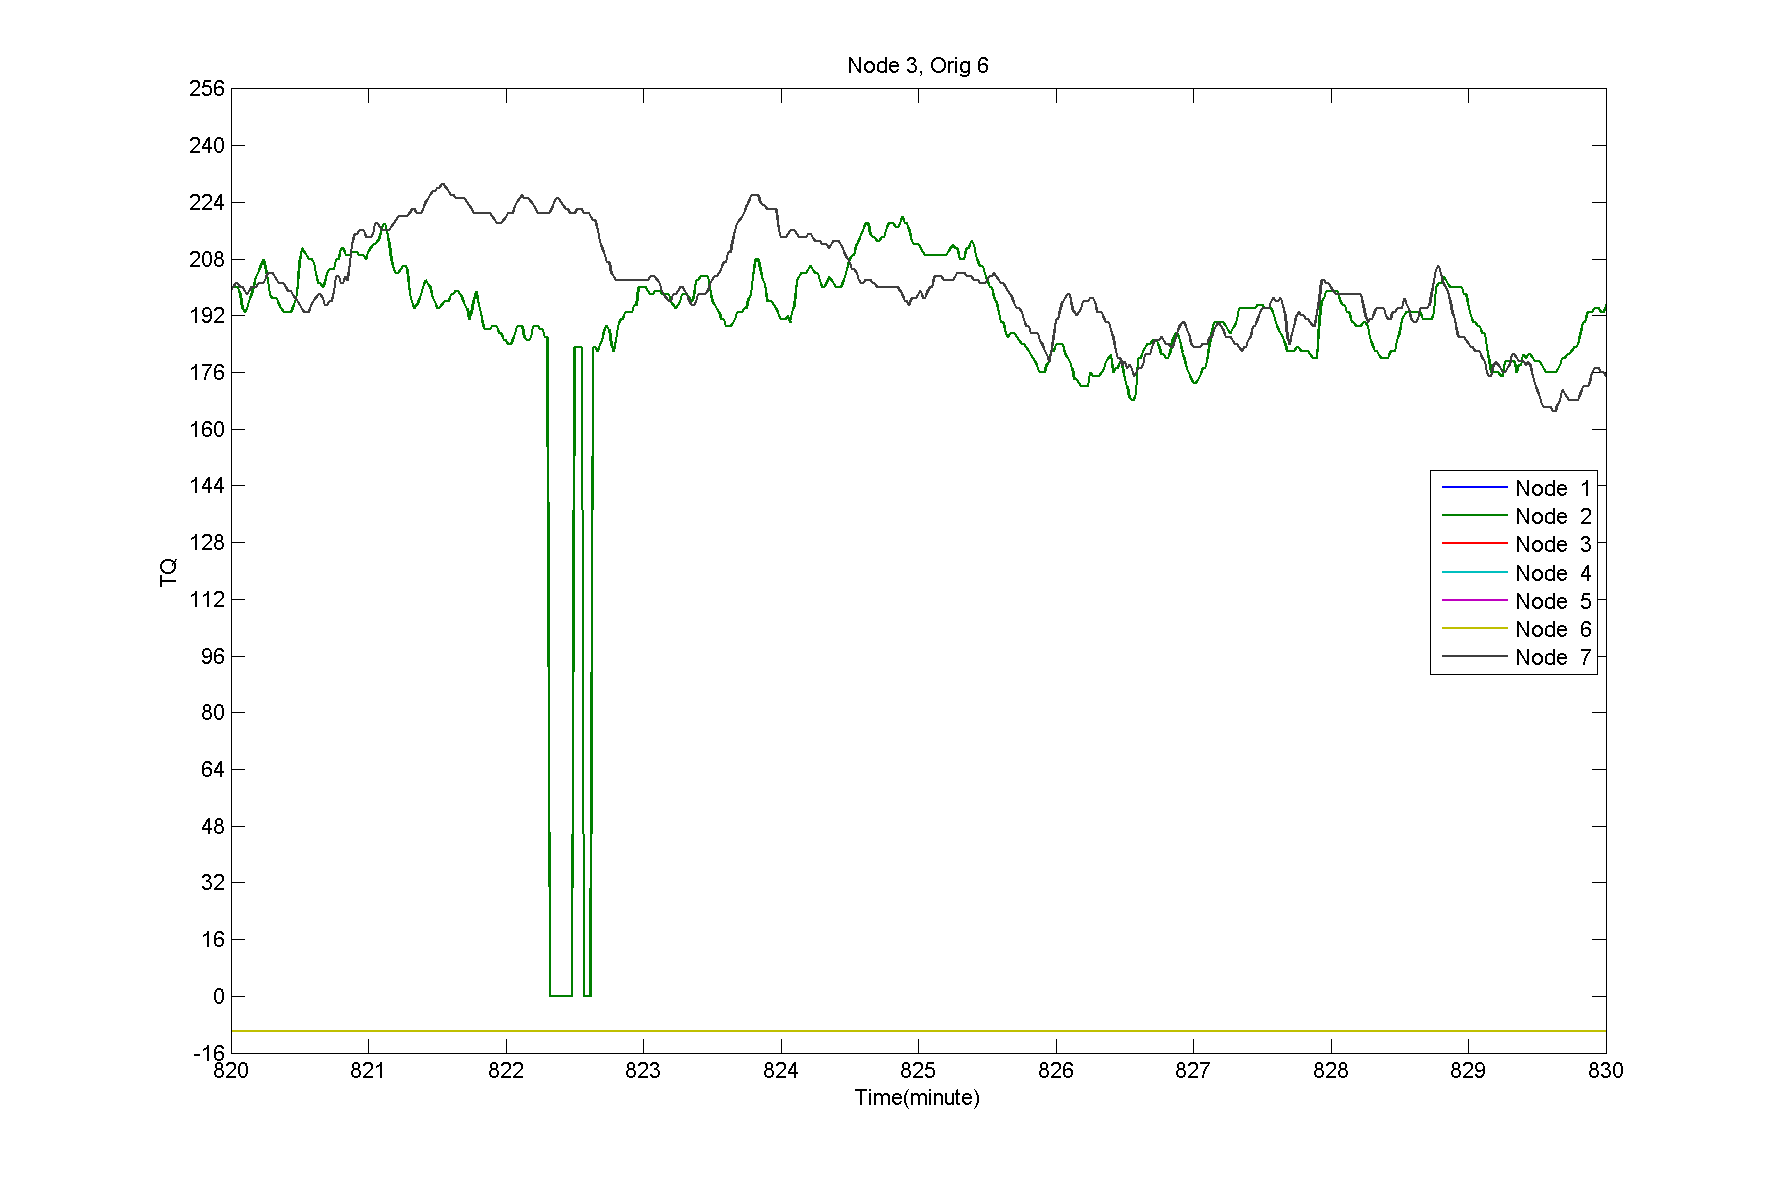 Node 3, Orig 6
256
240
224
208
192
176
160
144
128
112
96
80
64
48
32
16
0
-16
TQ
Node 1
Node 2
Node 3
Node 4
Node 5
Node 6
Node 7
820 821 822 823 824 825 826 827 828 829 830
Time(minute)